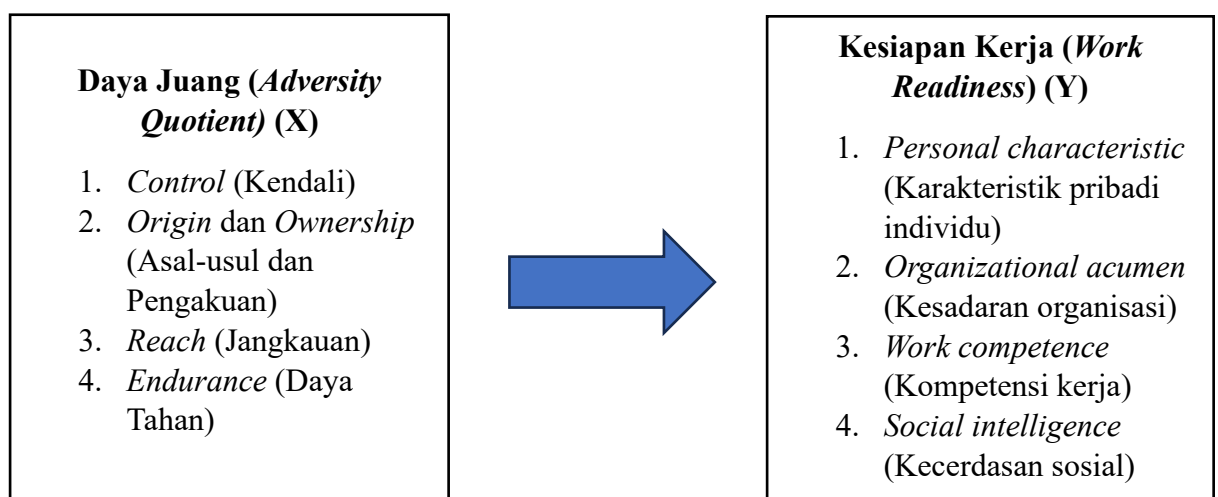 Daya Juang (Adversity
Quotient) (X)
1. Control (Kendali)
2. Origin dan Ownership
(Asal-usul dan
Pengakuan)
3. Reach (Jangkauan)
4. Endurance (Daya
Tahan)
Kesiapan Kerja (Work
Readiness) (Y)
1. Personal characteristic
(Karakteristik pribadi
individu)
2. Organizational acumen
(Kesadaran organisasi)
3. Work competence
(Kompetensi kerja)
4. Social intelligence
(Kecerdasan sosial)